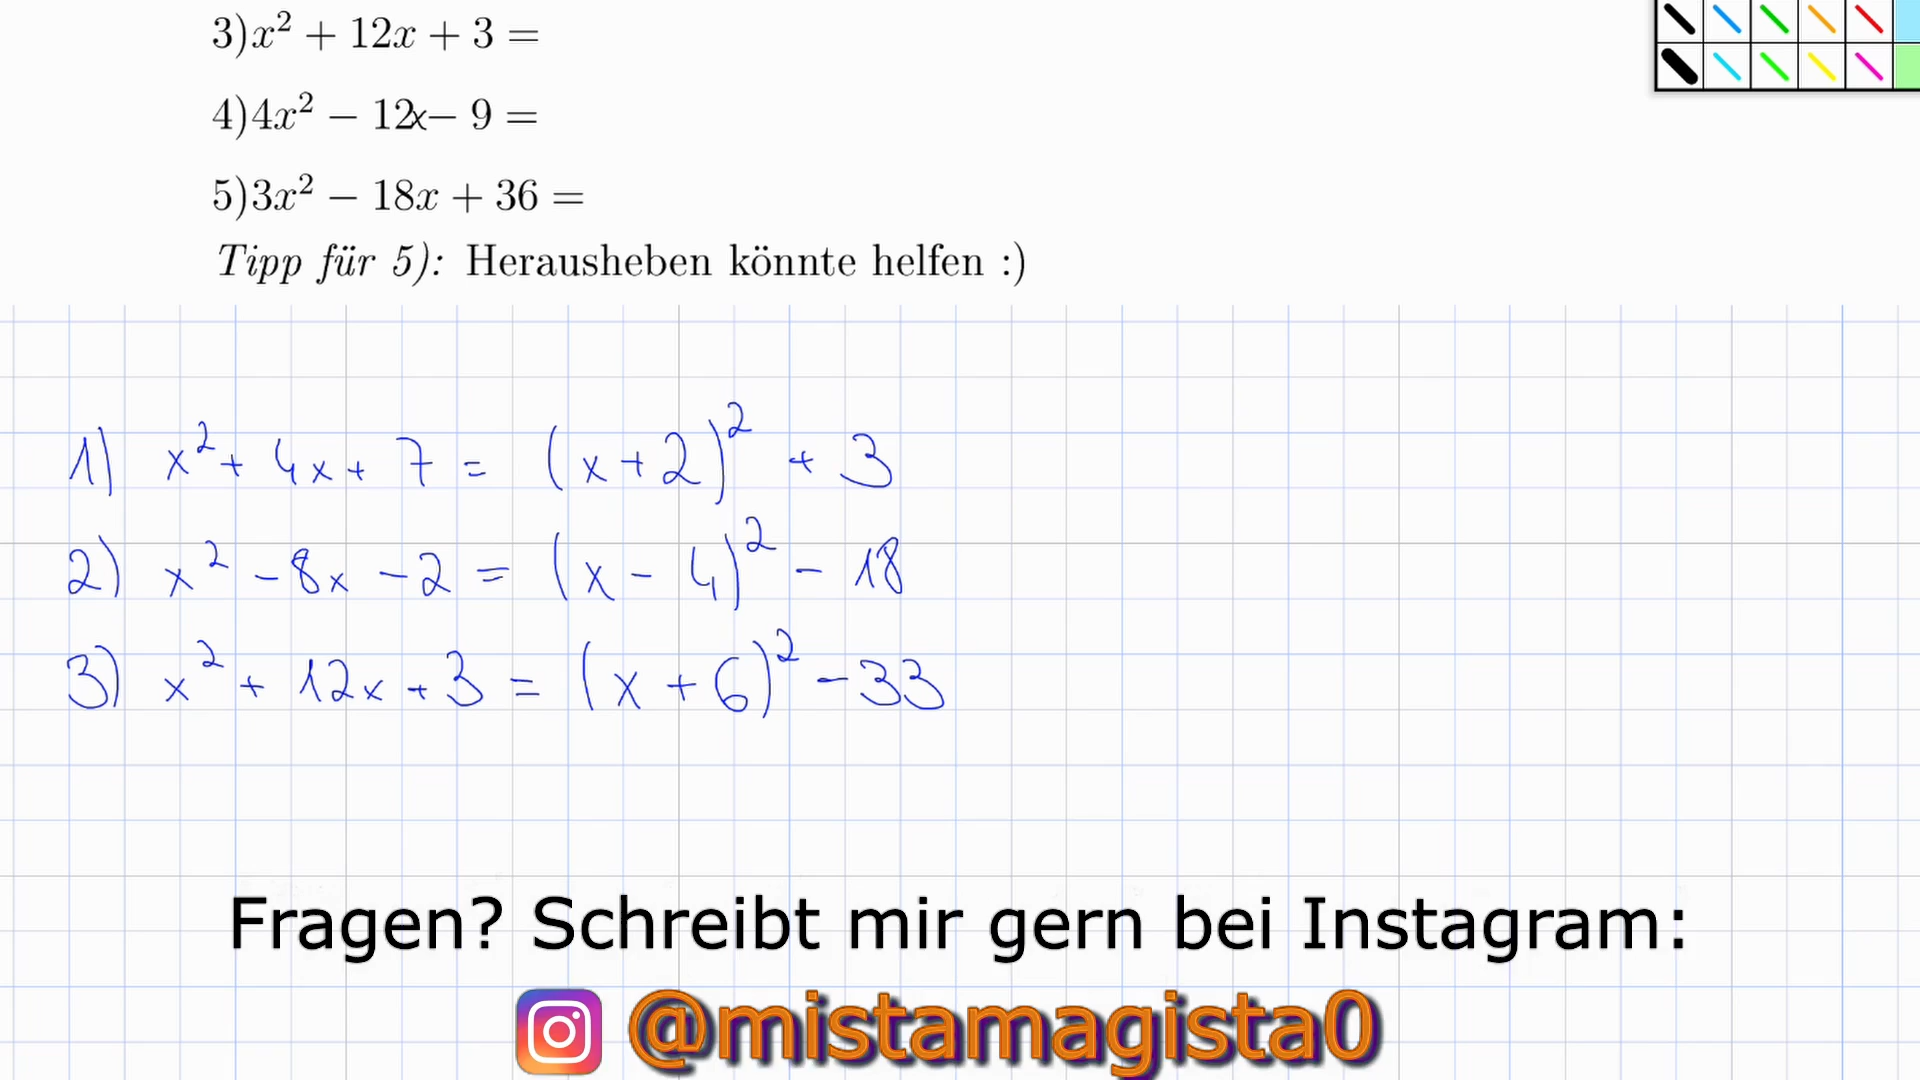 3)x² + 12x + 3 =
4)4x² − 12x− 9 =
5)3x² − 18x + 36 =
Tipp für 5): Herausheben könnte helfen :)
1) x² + 4x + 7 = (x + 2)² + 3
2) x² − 8x − 2 = (x − 4)² − 18
3) x² + 12x + 3 = (x + 6)² − 33
Fragen? Schreibt mir gern bei Instagram:
@mistamagista0